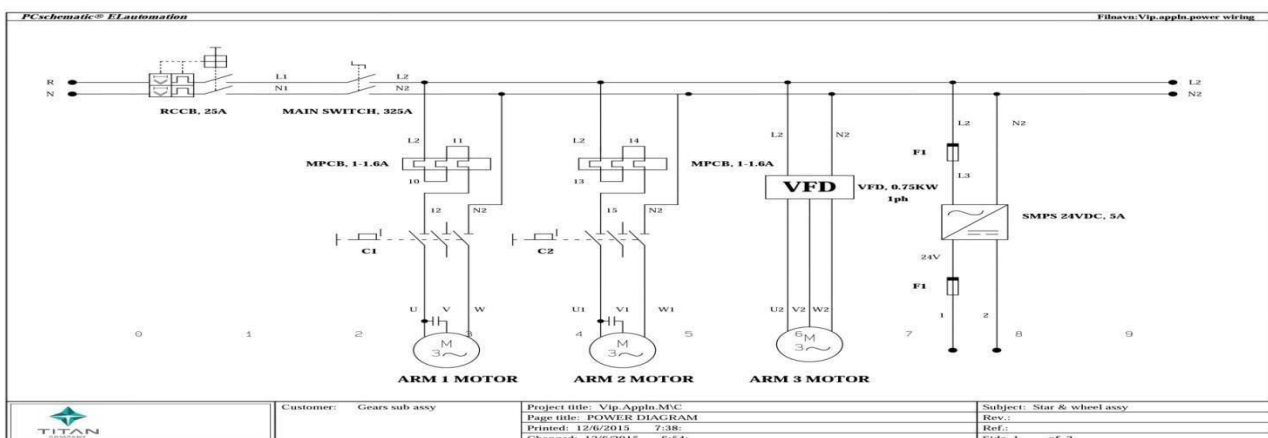 PCschematic® ELautomation
Filnavn:Vip.appln.power wiring
R L1 L2 L2
N N1 N2 N2
RCCB, 25A MAIN SWITCH, 325A
L2 N2 L2 N2
L2 11 L2 14 F1
MPCB, 1-1.6A MPCB, 1-1.6A
10 13 L3
VFD VFD, 0.75KW
1ph
12 N2 15 N2 SMPS 24VDC, 5A
C1 C2 24V
F1
U V W U1 V1 W1 U2 V2 W2 1 2
0 1 2 3 4 5 6 7 8 9
M M M
3 3 3
ARM 1 MOTOR ARM 2 MOTOR ARM 3 MOTOR
TITAN
COMPANY
Customer: Gears sub assy
Project title: Vip.Appln.M\C
Page title: POWER DIAGRAM
Printed: 12/6/2015 7:38:
Subject: Star & wheel assy
Rev.:
Ref.: